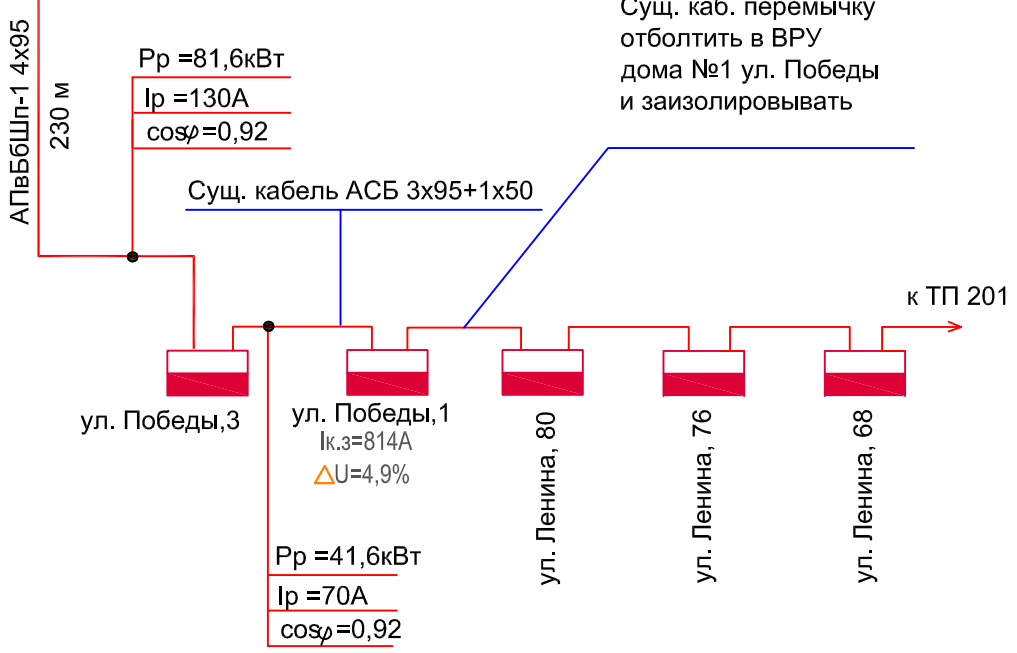 АПвБбШп-1 4х95
230 м
Рр =81,6кВт
Iр =130А
cosφ=0,92
Сущ. каб. перемычку
отболтить в ВРУ
дома №1 ул. Победы
и заизолировывать
Сущ. кабель АСБ 3х95+1х50
к ТП 201
ул. Победы,3
ул. Победы,1
Iк.з=814А
△U=4,9%
ул. Ленина, 80
ул. Ленина, 76
ул. Ленина, 68
Рр =41,6кВт
Iр =70А
cosφ=0,92